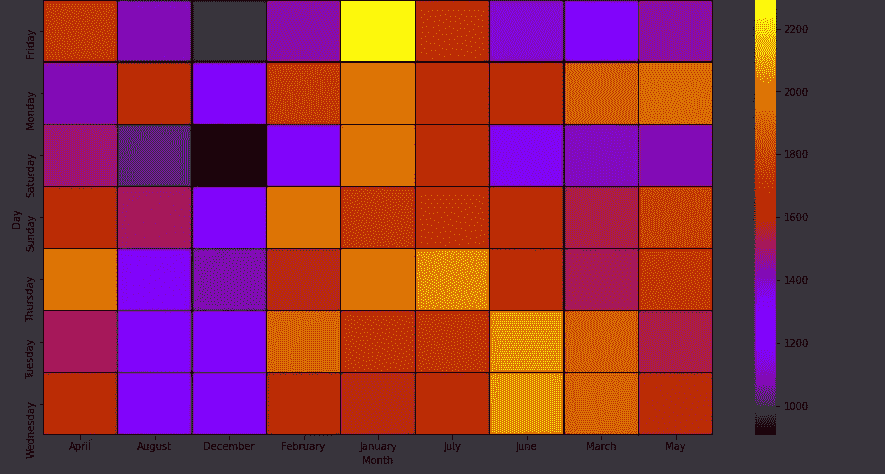 Friday
Monday
Saturday
Sunday
Thursday
Tuesday
Wednesday
Day
April August December February January July June March May
Month
2200
2000
1800
1600
1400
1200
1000